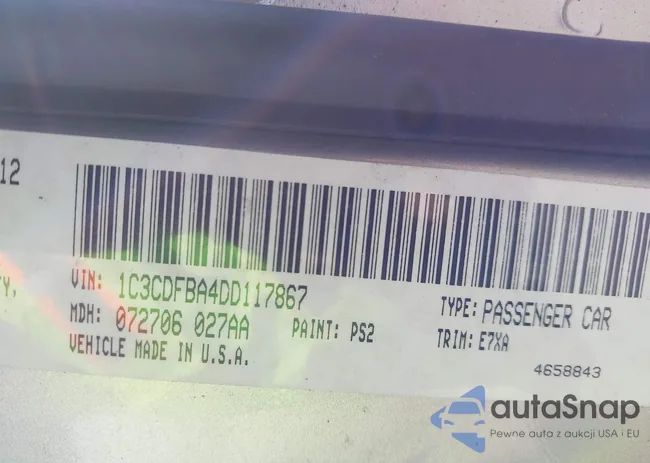 12
TY,
VIN: 1C3CDFBA4DD117867
MDH: 072706 027AA
PAINT: PS2
VEHICLE MADE IN U.S.A.
TYPE: PASSENGER CAR
TRIM: E7XA
4658843
autaSnap
Pewne auta z aukcji USA i EU